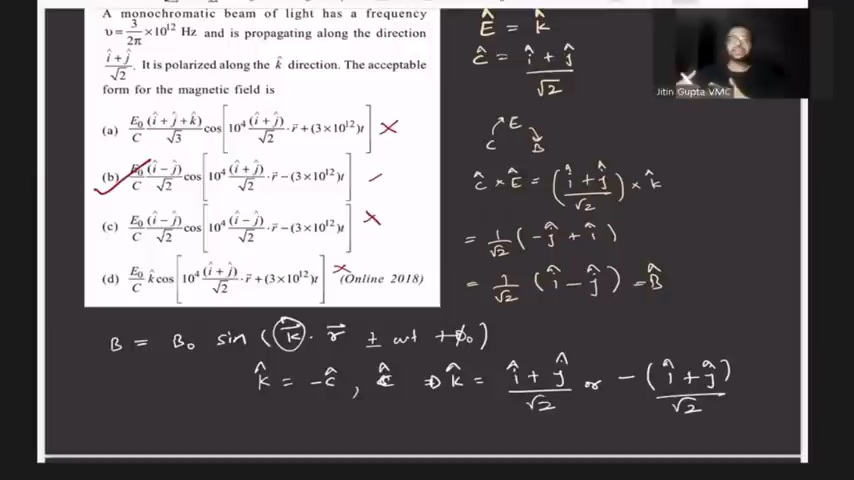 A monochromatic beam of light has a frequency
υ = 3/2π × 10¹² Hz and is propagating along the direction
(î + ĵ)/√2. It is polarized along the k̂ direction. The acceptable
form for the magnetic field is
(a) E₀/C (î + ĵ + k̂)/√3 cos[10⁴ (î + ĵ)/√2 · r⃗ + (3 × 10¹²)t] ×
(b) E₀/C (î − ĵ)/√2 cos[10⁴ (î + ĵ)/√2 · r⃗ − (3 × 10¹²)t]
(c) E₀/C (î − ĵ)/√2 cos[10⁴ (î − ĵ)/√2 · r⃗ − (3 × 10¹²)t] ×
(d) E₀/C k̂ cos[10⁴ (î + ĵ)/√2 · r⃗ + (3 × 10¹²)t] × (Online 2018)
Ê = k̂
Ĉ = (î + ĵ)/√2
E
C B
Ĉ × Ê = ((î + ĵ)/√2) × k̂
= 1/√2 (−ĵ + î)
= 1/√2 (î − ĵ) = B̂
B = B₀ sin (k⃗ · r⃗ ± ωt + φ₀)
k̂ = −Ĉ, Ĉ ⇒ k̂ = (î + ĵ)/√2 or −(î + ĵ)/√2
Jitin Gupta VMC